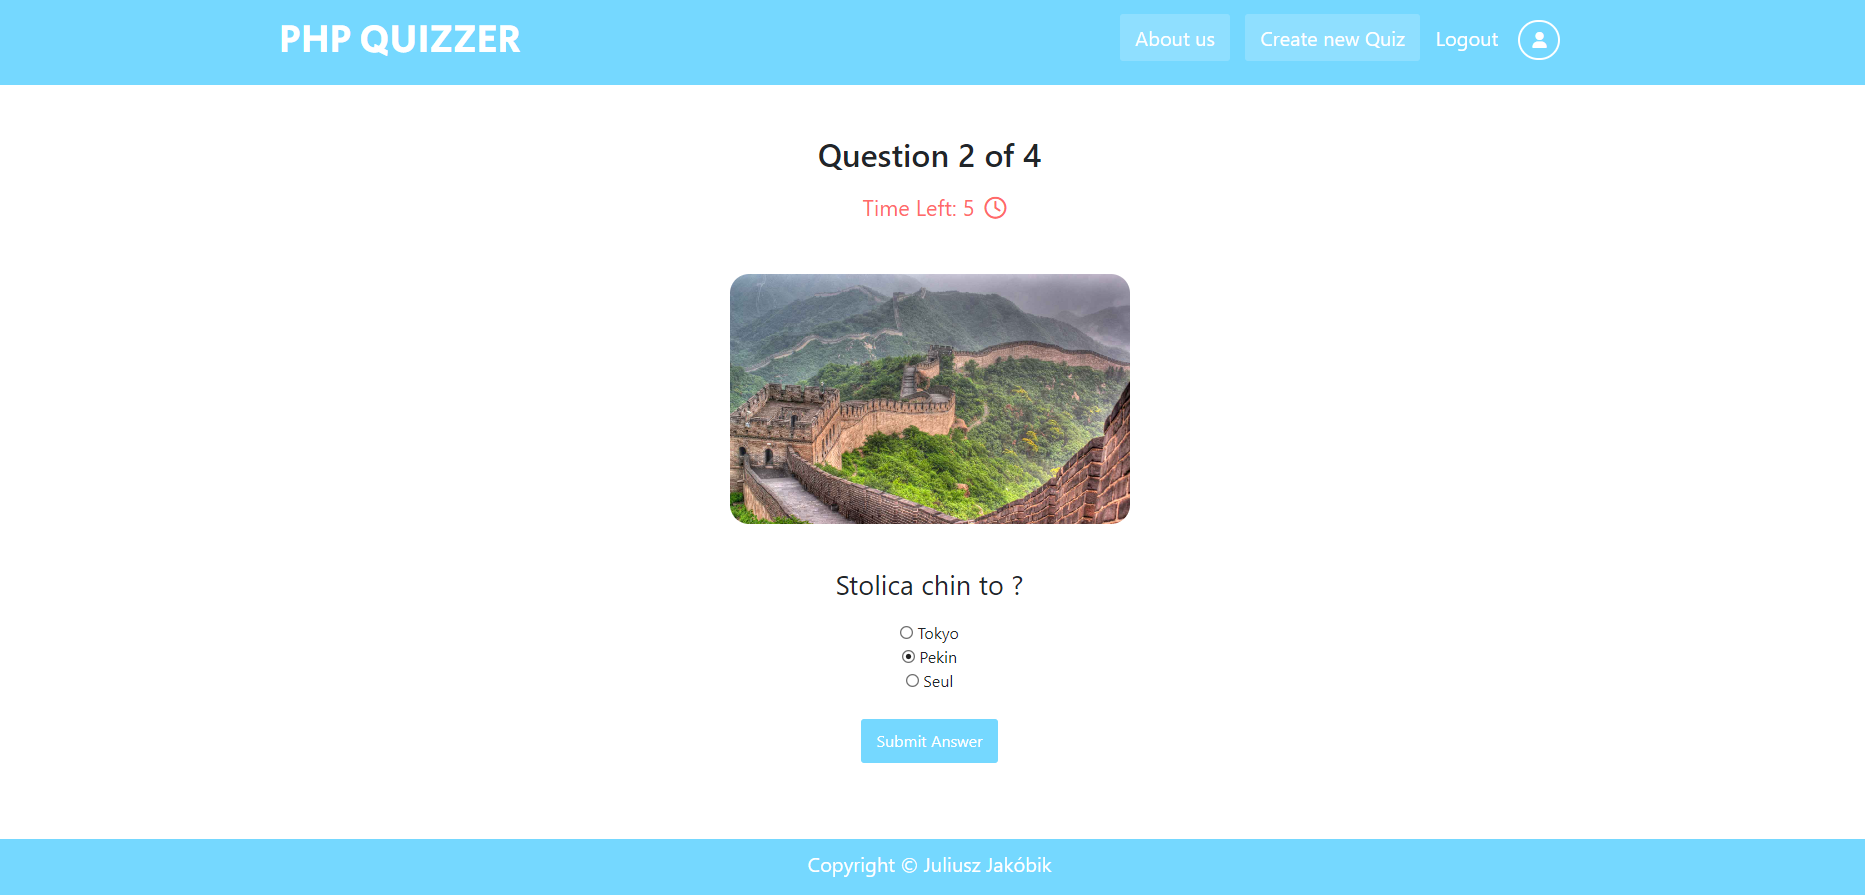 PHP QUIZZER
About us
Create new Quiz
Logout
Question 2 of 4
Time Left: 5
Stolica chin to ?
Tokyo
Pekin
Seul
Submit Answer
Copyright © Juliusz Jakóbik